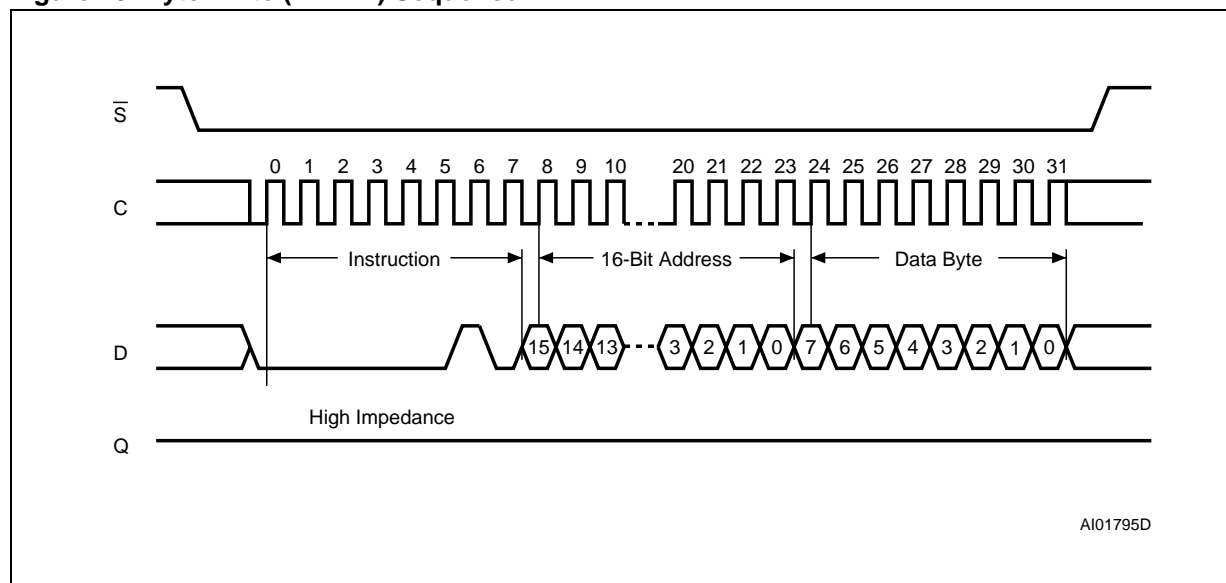 S
0 1 2 3 4 5 6 7 8 9 10 20 21 22 23 24 25 26 27 28 29 30 31
C
Instruction 16-Bit Address Data Byte
D 15 14 13 3 2 1 0 7 6 5 4 3 2 1 0
High Impedance
Q
AI01795D